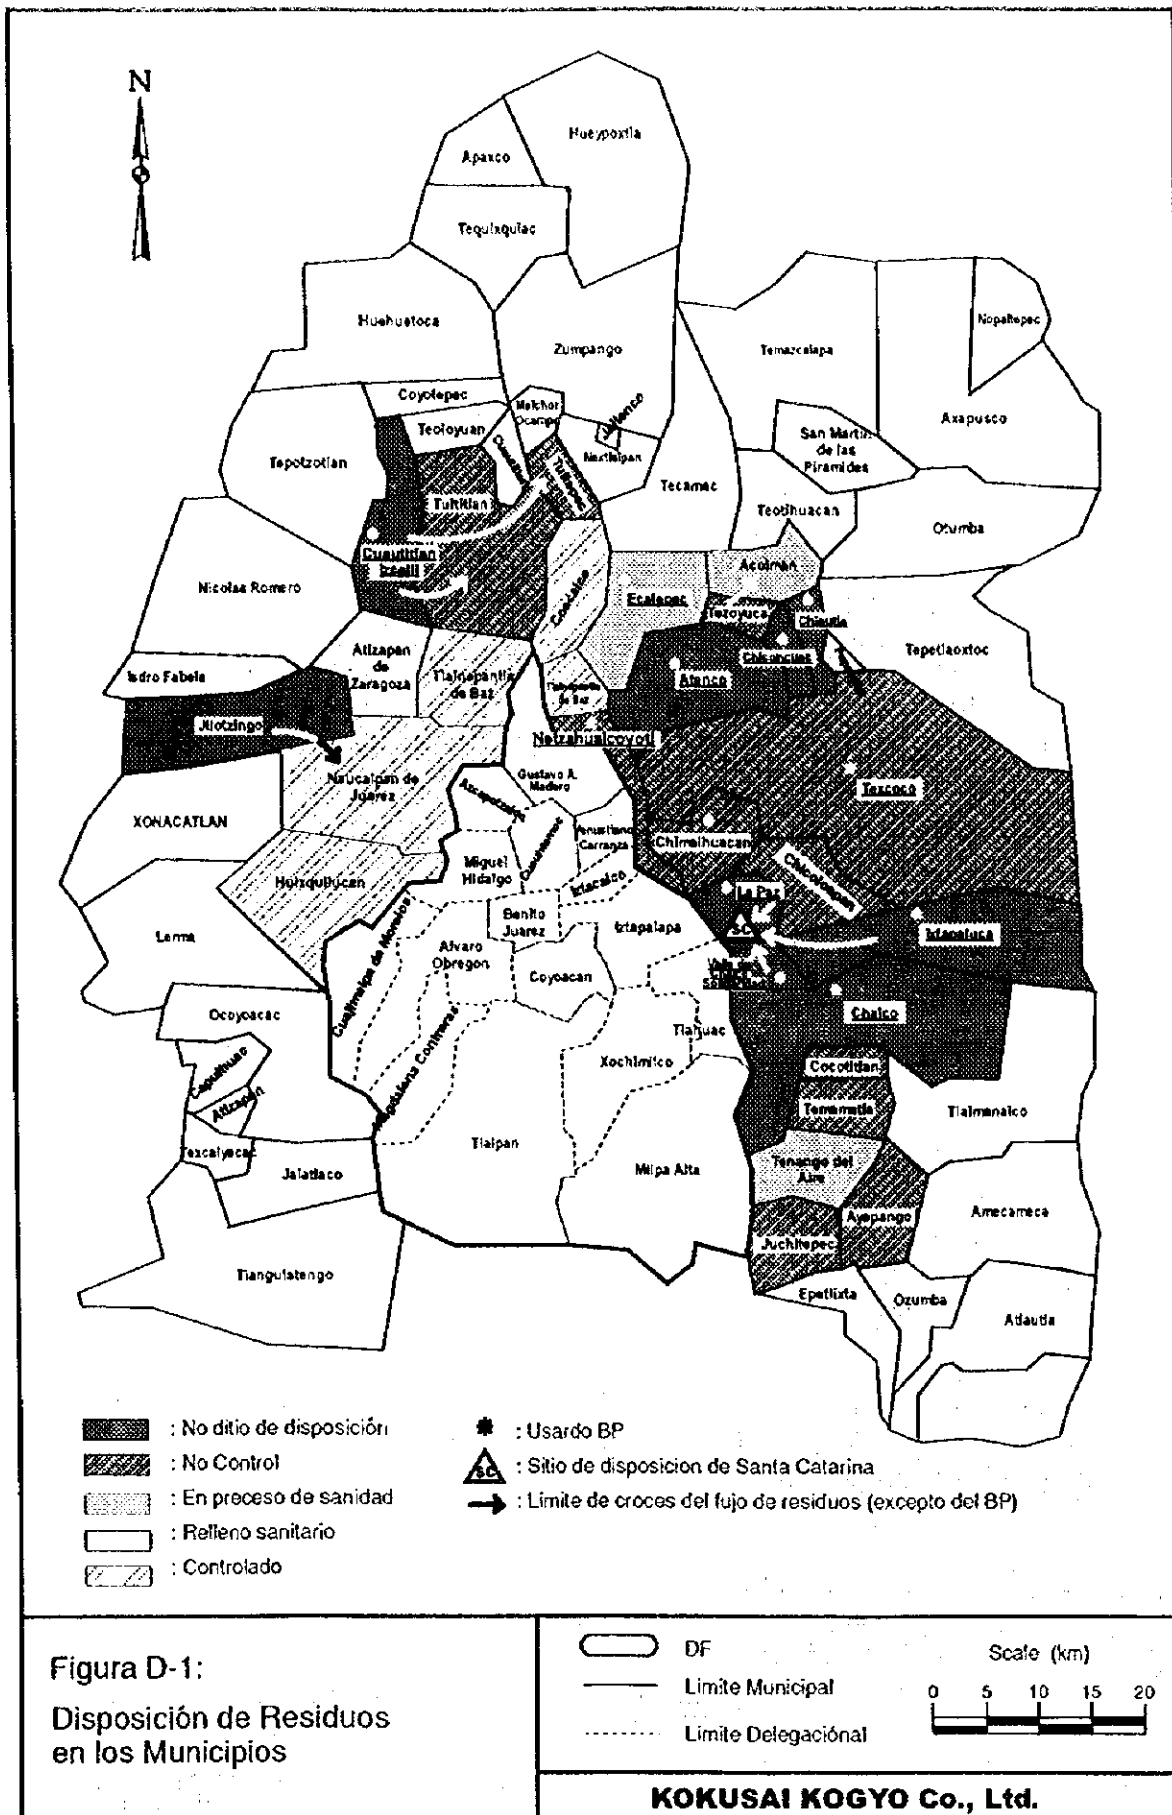 N
Hueypoxtla
Apaxco
Tequixquiac
Huehuetoca
Zumpango
Temazcalapa
Nopaltepec
Axapusco
Coyotepec
Melchor
Ocampo
Jaltenco
Teoloyuan
Tultepec
Nextlalpan
San Martin
de las
Piramides
Tepotzotlan
Tecamac
Tultitlan
Teotihuacan
Otumba
Cuautitlan
Izcalli
Acolman
Nicolas Romero
Ecatepec
Tezoyuca
Chiautla
Coacalco
Atizapan
de
Zaragoza
Tlalnepantla
de Baz
Tlalnepantla
de Baz
Chiconcuac
Tepetlaoxtoc
Isdro Fabela
Atenco
Jilotzingo
Netzahualcoyotl
Naucalpan de
Juarez
Gustavo A.
Madero
Texcoco
Azcapotzalco
XONACATLAN
Venustiano
Carranza
Chimalhuacan
Cuauhtemoc
Miguel
Hidalgo
Chicoloapan
Huixquilucan
Iztacalco
La Paz
Benito
Juarez
Lerma
Iztapalapa
SC
Ixtapaluca
Alvaro
Obregon
Cuajimalpa de Morelos
Coyoacan
Chalco
Ocoyoacac
Tlahuac
Xochimilco
Capulhuac
Magdalena Contreras
Cocotitlan
Atizapan
Temamatla
Tlalmanalco
Tlalpan
Milpa Alta
Texcalyacac
Jalatlaco
Tenango del
Aire
Ayapango
Amecameca
Juchitepec
Tianguistengo
Epetlixta
Ozumba
Atlautla
: No ditio de disposición
: No Control
: En preceso de sanidad
: Relleno sanitario
: Controlado
: Usardo BP
SC : Sitio de disposicion de Santa Catarina
: Limite de croces del fujo de residuos (excepto del BP)
Figura D-1:
Disposición de Residuos
en los Municipios
DF
Limite Municipal
Limite Delegaciónal
Scale (km)
0 5 10 15 20
KOKUSAI KOGYO Co., Ltd.